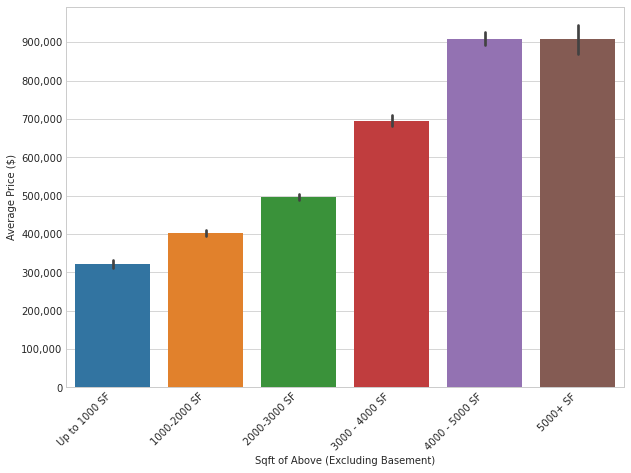 900,000
800,000
700,000
600,000
500,000
400,000
300,000
200,000
100,000
0
Average Price ($)
Up to 1000 SF
1000-2000 SF
2000-3000 SF
3000 - 4000 SF
4000 - 5000 SF
5000+ SF
Sqft of Above (Excluding Basement)